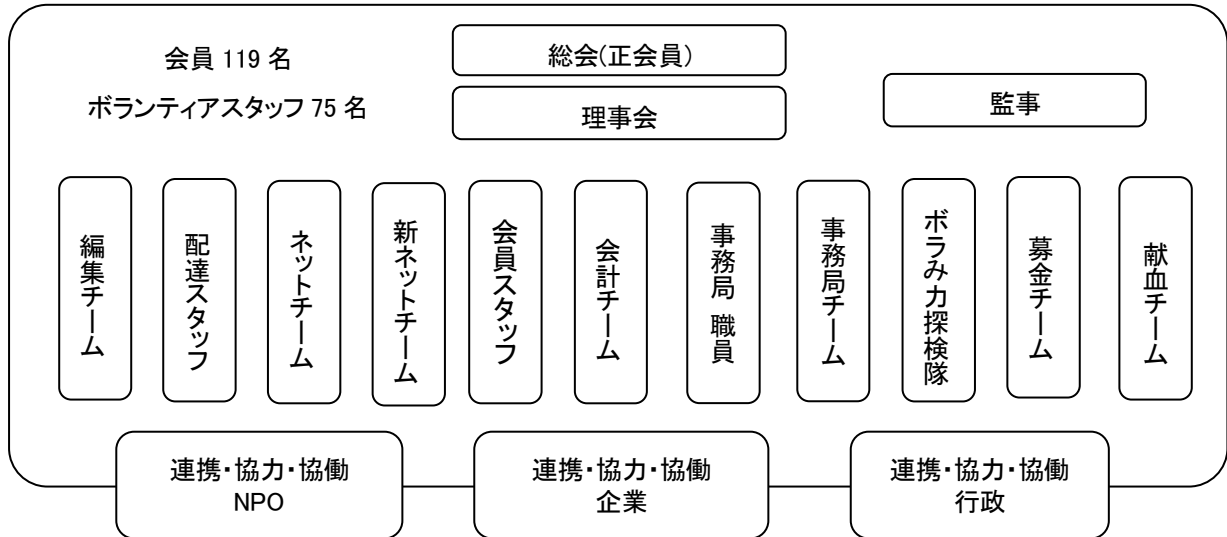 会員 119 名
ボランティアスタッフ 75 名
総会(正会員)
理事会
監事
編集チーム
配達スタッフ
ネットチーム
新ネットチーム
会員スタッフ
会計チーム
事務局 職員
事務局チーム
ボラみ力探検隊
募金チーム
献血チーム
連携・協力・協働
NPO
連携・協力・協働
企業
連携・協力・協働
行政